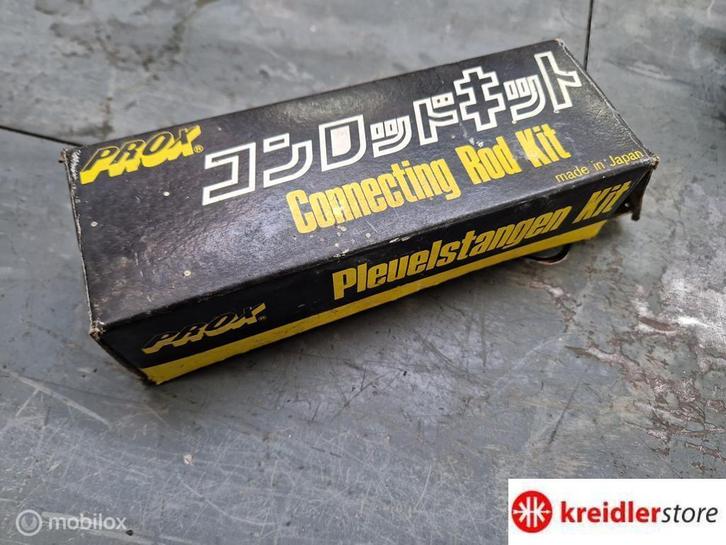 PROX®
コンロッドキット
Connecting Rod Kit
made in Japan
PROX®
Pleuelstangen Kit
mobilox
kreidlerstore